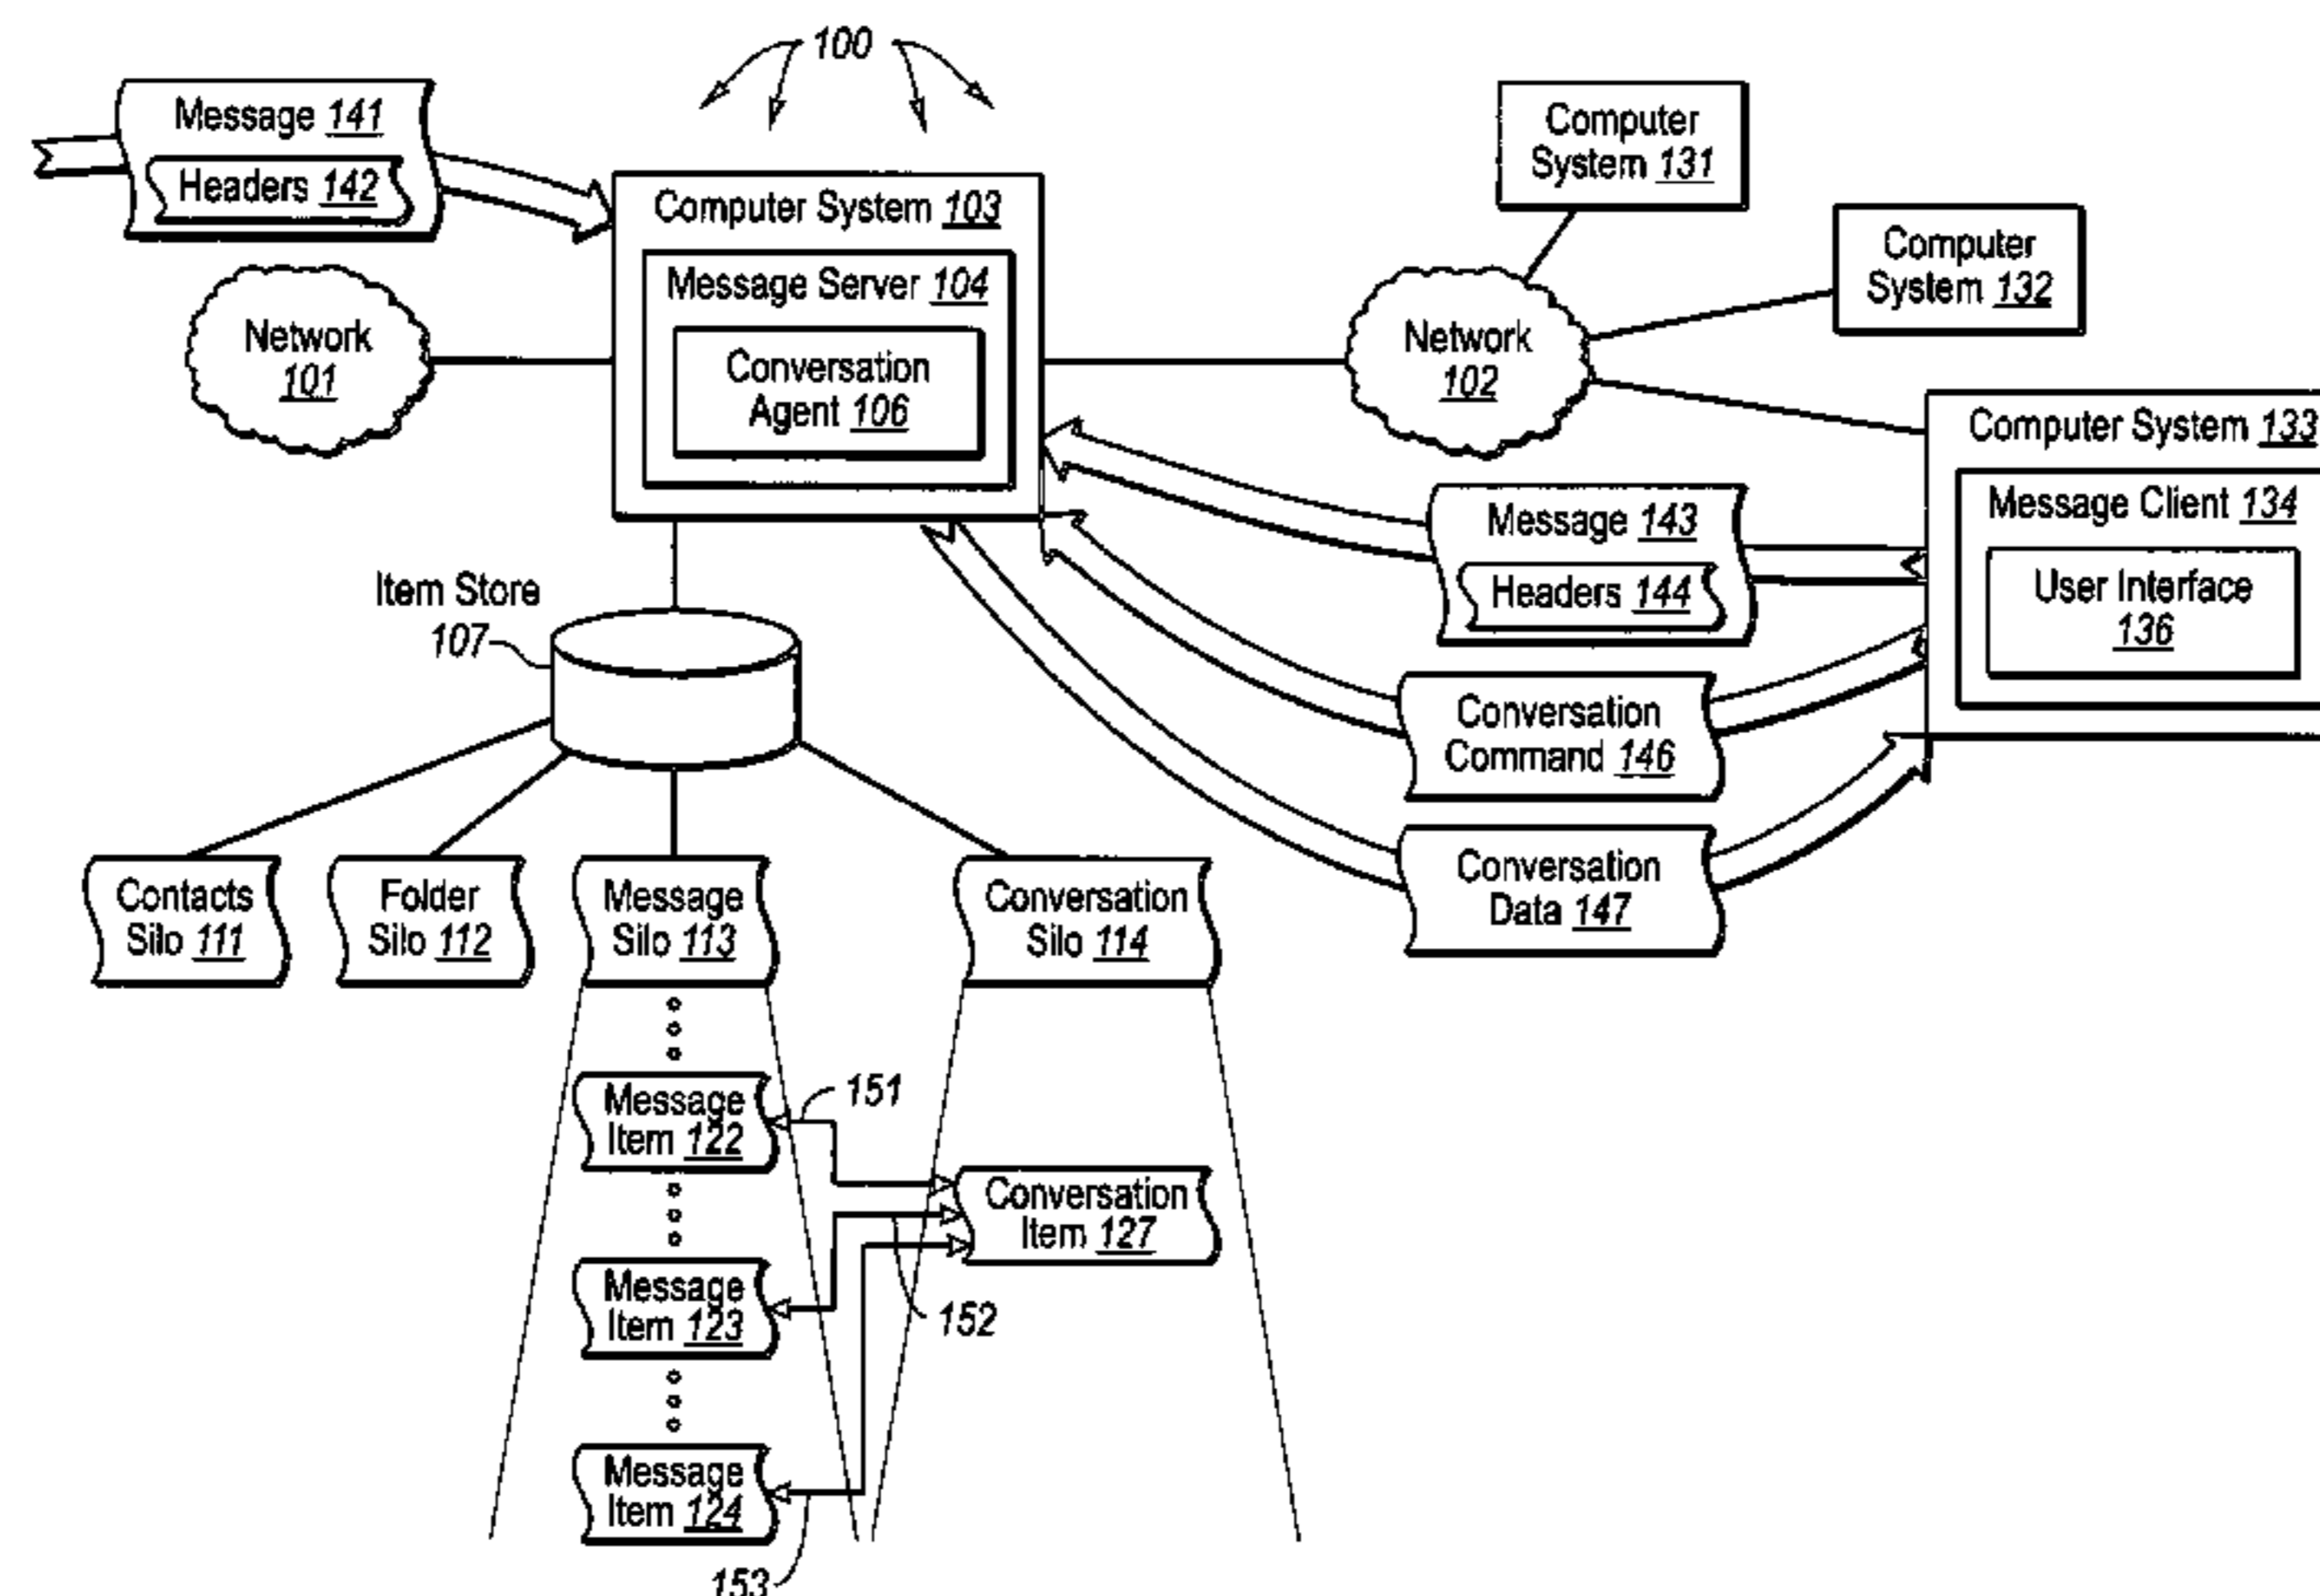 100
Message 141
Headers 142
Computer System 103
Message Server 104
Conversation
Agent 106
Network
101
Computer
System 131
Computer
System 132
Network
102
Computer System 133
Message Client 134
User Interface
136
Message 143
Headers 144
Conversation
Command 146
Conversation
Data 147
Item Store
107
Contacts
Silo 111
Folder
Silo 112
Message
Silo 113
Conversation
Silo 114
Message
Item 122
151
Conversation
Item 127
Message
Item 123
152
Message
Item 124
153